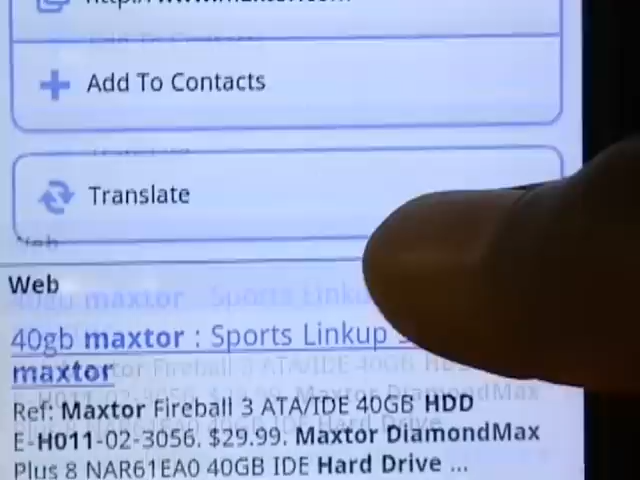 Add To Contacts
Translate
Web
40gb maxtor : Sports Linkup
maxtor
Ref: Maxtor Fireball 3 ATA/IDE 40GB HDD
E-H011-02-3056. $29.99. Maxtor DiamondMax
Plus 8 NAR61EA0 40GB IDE Hard Drive ...